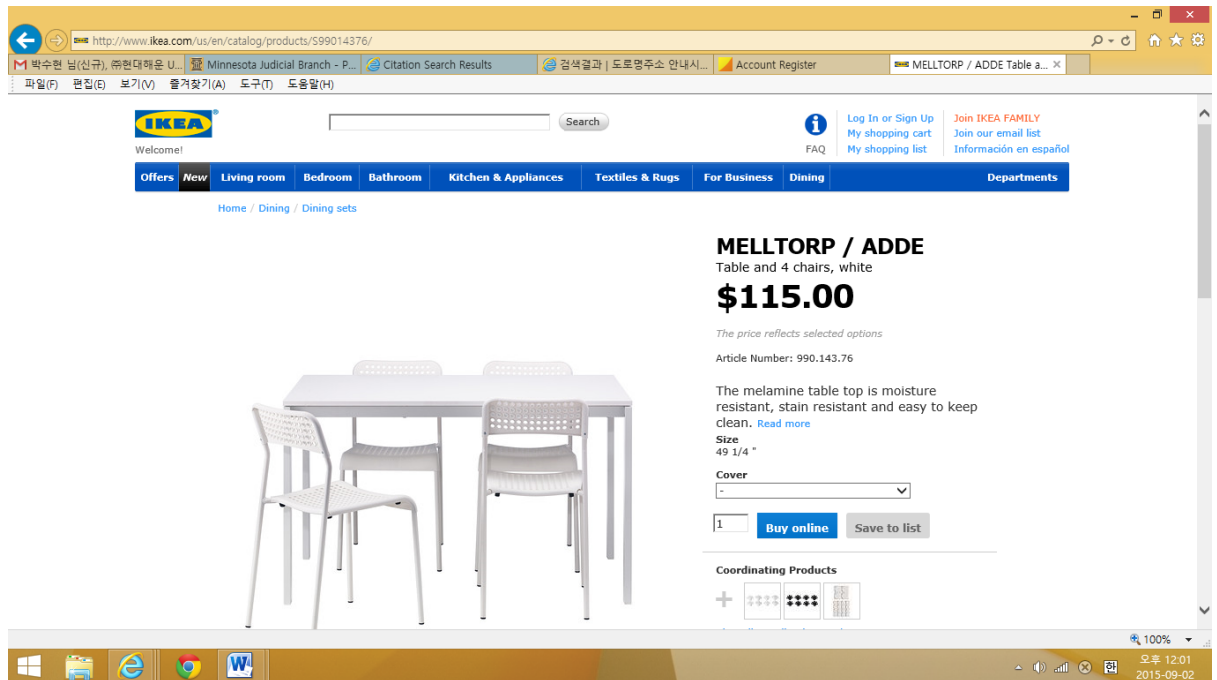 http://www.ikea.com/us/en/catalog/products/S99014376/
박수현 님(신규), ㈜현대해운 U...
Minnesota Judicial Branch - P...
Citation Search Results
검색결과 | 도로명주소 안내시...
Account Register
MELLTORP / ADDE Table a...
파일(F) 편집(E) 보기(V) 즐겨찾기(A) 도구(T) 도움말(H)
IKEA
Search
Welcome!
FAQ
Log In or Sign Up
My shopping cart
My shopping list
Join IKEA FAMILY
Join our email list
Información en español
Offers New Living room Bedroom Bathroom Kitchen & Appliances Textiles & Rugs For Business Dining Departments
Home / Dining / Dining sets
MELLTORP / ADDE
Table and 4 chairs, white
$115.00
The price reflects selected options
Article Number: 990.143.76
The melamine table top is moisture
resistant, stain resistant and easy to keep
clean. Read more
Size
49 1/4 "
Cover
-
1 Buy online Save to list
Coordinating Products
100%
한
오후 12:01
2015-09-02